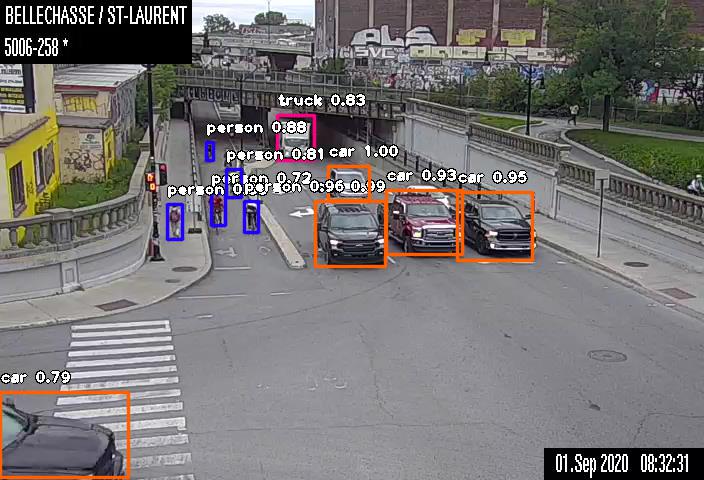 BELLECHASSE / ST-LAURENT
5006-258 *
truck 0.83
person 0.88
person 0.81
car 1.00
person 0.72
car 0.93
car 0.95
person 0.96
car 0.79
01.Sep 2020 08:32:31